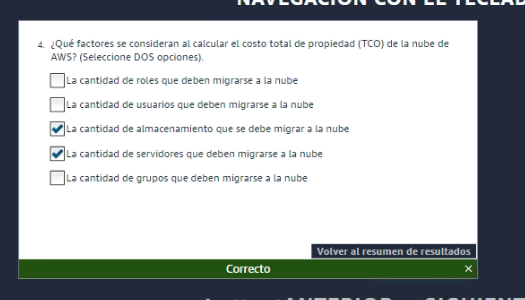 NAVEGACIÓN CON EL TECLAD
4. ¿Qué factores se consideran al calcular el costo total de propiedad (TCO) de la nube de
AWS? (Seleccione DOS opciones).
La cantidad de roles que deben migrarse a la nube
La cantidad de usuarios que deben migrarse a la nube
La cantidad de almacenamiento que se debe migrar a la nube
La cantidad de servidores que deben migrarse a la nube
La cantidad de grupos que deben migrarse a la nube
Volver al resumen de resultados
Correcto ×
ANTERIOR